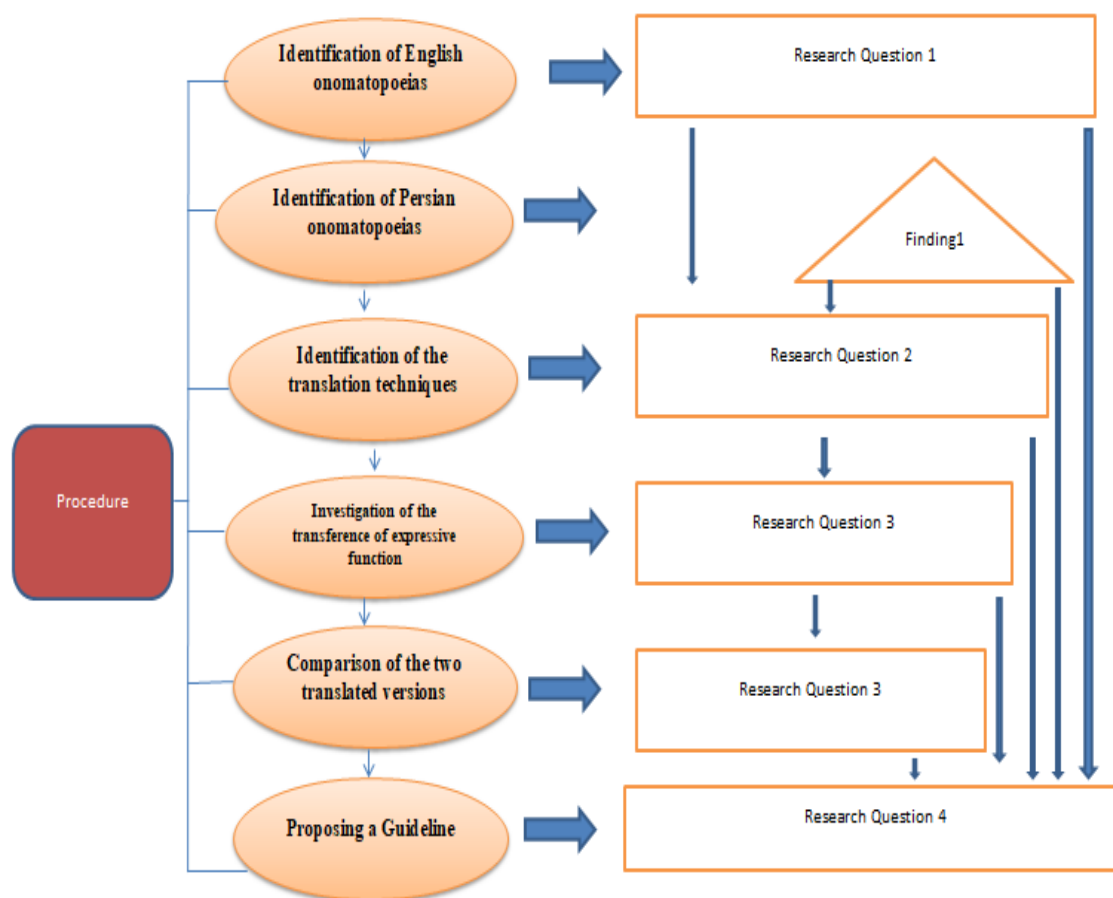 Identification of English
onomatopoeias
Research Question 1
Identification of Persian
onomatopoeias
Finding1
Identification of the
translation techniques
Research Question 2
Procedure
Investigation of the
transference of expressive
function
Research Question 3
Comparison of the two
translated versions
Research Question 3
Proposing a Guideline
Research Question 4